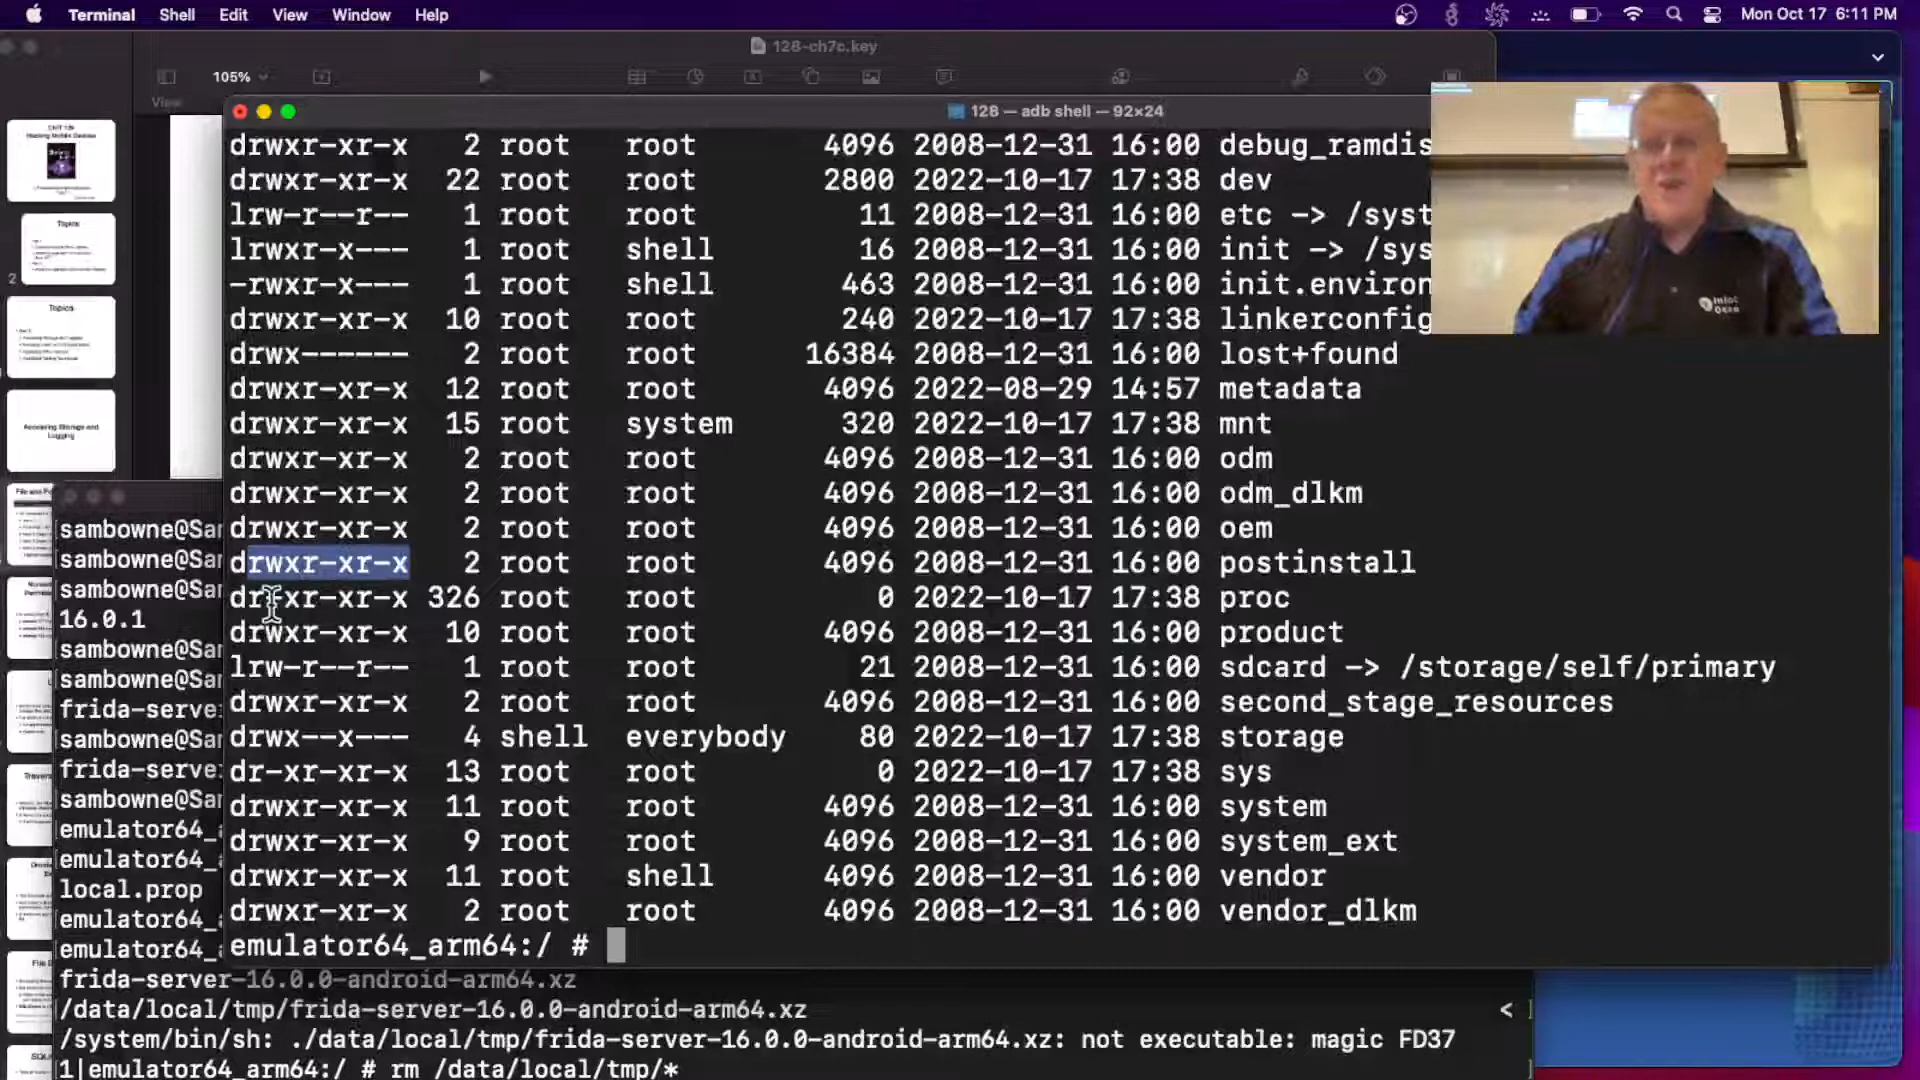 Terminal Shell Edit View Window Help Mon Oct 17 6:11 PM
128-ch7c.key
105%
View
128 — adb shell — 92×24
drwxr-xr-x 2 root root 4096 2008-12-31 16:00 debug_ramdis
drwxr-xr-x 22 root root 2800 2022-10-17 17:38 dev
lrw-r--r-- 1 root root 11 2008-12-31 16:00 etc -> /syst
lrwxr-x--- 1 root shell 16 2008-12-31 16:00 init -> /sys
-rwxr-x--- 1 root shell 463 2008-12-31 16:00 init.environ
drwxr-xr-x 10 root root 240 2022-10-17 17:38 linkerconfig
drwx------ 2 root root 16384 2008-12-31 16:00 lost+found
drwxr-xr-x 12 root root 4096 2022-08-29 14:57 metadata
drwxr-xr-x 15 root system 320 2022-10-17 17:38 mnt
drwxr-xr-x 2 root root 4096 2008-12-31 16:00 odm
drwxr-xr-x 2 root root 4096 2008-12-31 16:00 odm_dlkm
drwxr-xr-x 2 root root 4096 2008-12-31 16:00 oem
drwxr-xr-x 2 root root 4096 2008-12-31 16:00 postinstall
326 root root 0 2022-10-17 17:38 proc
drwxr-xr-x 10 root root 4096 2008-12-31 16:00 product
lrw-r--r-- 1 root root 21 2008-12-31 16:00 sdcard -> /storage/self/primary
drwxr-xr-x 2 root root 4096 2008-12-31 16:00 second_stage_resources
drwx--x--- 4 shell everybody 80 2022-10-17 17:38 storage
dr-xr-xr-x 13 root root 0 2022-10-17 17:38 sys
drwxr-xr-x 11 root root 4096 2008-12-31 16:00 system
drwxr-xr-x 9 root root 4096 2008-12-31 16:00 system_ext
drwxr-xr-x 11 root shell 4096 2008-12-31 16:00 vendor
drwxr-xr-x 2 root root 4096 2008-12-31 16:00 vendor_dlkm
emulator64_arm64:/ #
Topics
2
Topics
Accessing Storage and
Logging
sambowne@Sa
sambowne@Sa
sambowne@Sa
16.0.1
sambowne@Sa
sambowne@Sa
frida-serve
sambowne@Sa
frida-serve
sambowne@Sa
emulator64_
emulator64_
local.prop
emulator64_
emulator64_
frida-server-16.0.0-android-arm64.xz
/data/local/tmp/frida-server-16.0.0-android-arm64.xz <
/system/bin/sh: ./data/local/tmp/frida-server-16.0.0-android-arm64.xz: not executable: magic FD37
1|emulator64_arm64:/ # rm /data/local/tmp/*